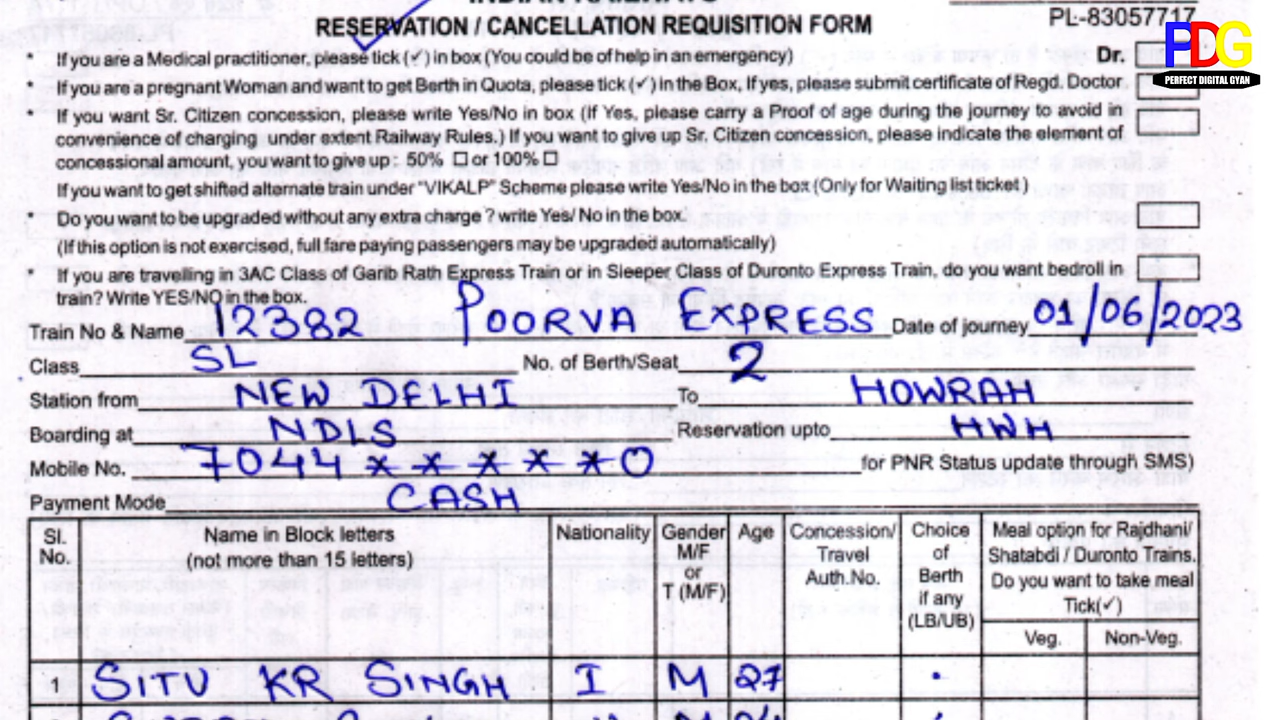 RESERVATION / CANCELLATION REQUISITION FORM
PL-83057717
PDG
PERFECT DIGITAL GYAN
* If you are a Medical practitioner, please tick (✓) in box (You could be of help in an emergency) Dr.
* If you are a pregnant Woman and want to get Berth in Quota, please tick (✓) in the Box, If yes, please submit certificate of Regd. Doctor
* If you want Sr. Citizen concession, please write Yes/No in box (If Yes, please carry a Proof of age during the journey to avoid in
convenience of charging under extent Railway Rules.) If you want to give up Sr. Citizen concession, please indicate the element of
concessional amount, you want to give up : 50% ☐ or 100% ☐
If you want to get shifted alternate train under "VIKALP" Scheme please write Yes/No in the box (Only for Waiting list ticket)
* Do you want to be upgraded without any extra charge ? write Yes/ No in the box.
(If this option is not exercised, full fare paying passengers may be upgraded automatically)
* If you are travelling in 3AC Class of Garib Rath Express Train or in Sleeper Class of Duronto Express Train, do you want bedroll in
train? Write YES/NO in the box.
Train No & Name 12382 POORVA EXPRESS Date of journey 01/06/2023
Class SL No. of Berth/Seat 2
Station from NEW DELHI To HOWRAH
Boarding at NDLS Reservation upto HWH
Mobile No. 7044 * * * * * 0 for PNR Status update through SMS)
Payment Mode CASH
Sl. No.
Name in Block letters
(not more than 15 letters)
Nationality
Gender
M/F
or
T (M/F)
Age
Concession/
Travel
Auth.No.
Choice
of
Berth
if any
(LB/UB)
Meal option for Rajdhani/
Shatabdi / Duronto Trains.
Do you want to take meal
Tick(✓)
Veg. Non-Veg.
1 SITU KR SINGH I M 27